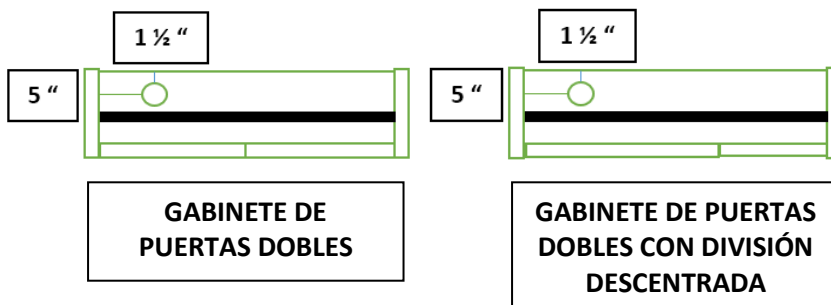 1 ½ “
5 “
GABINETE DE
PUERTAS DOBLES
1 ½ “
5 “
GABINETE DE PUERTAS
DOBLES CON DIVISIÓN
DESCENTRADA